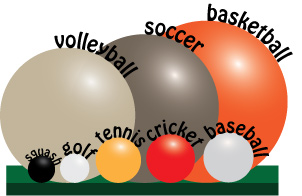 volleyball
soccer
basketball
squash
golf
tennis
cricket
baseball